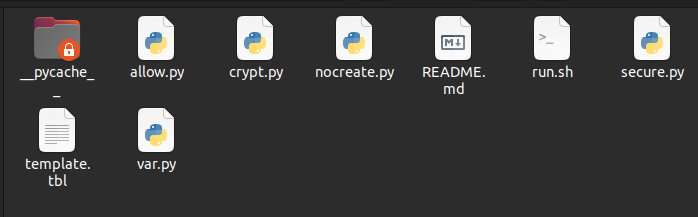 __pycache_ allow.py crypt.py nocreate.py README. run.sh secure.py
_ md
template. var.py
tbl